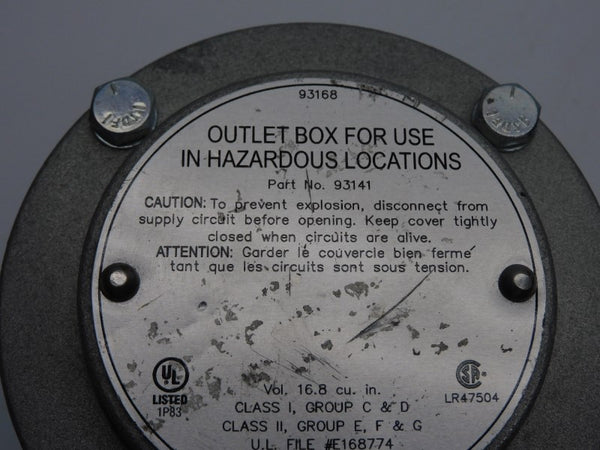 93168
OUTLET BOX FOR USE
IN HAZARDOUS LOCATIONS
Part No. 93141
CAUTION: To prevent explosion, disconnect from
supply circuit before opening. Keep cover tightly
closed when circuits are alive.
ATTENTION: Garder le couvercle bien fermé
tant que les circuits sont sous tension.
UL
LISTED
1P83
SA
LR47504
Vol. 16.8 cu. in.
CLASS I, GROUP C & D
CLASS II, GROUP E, F & G
U.L. FILE #E168774